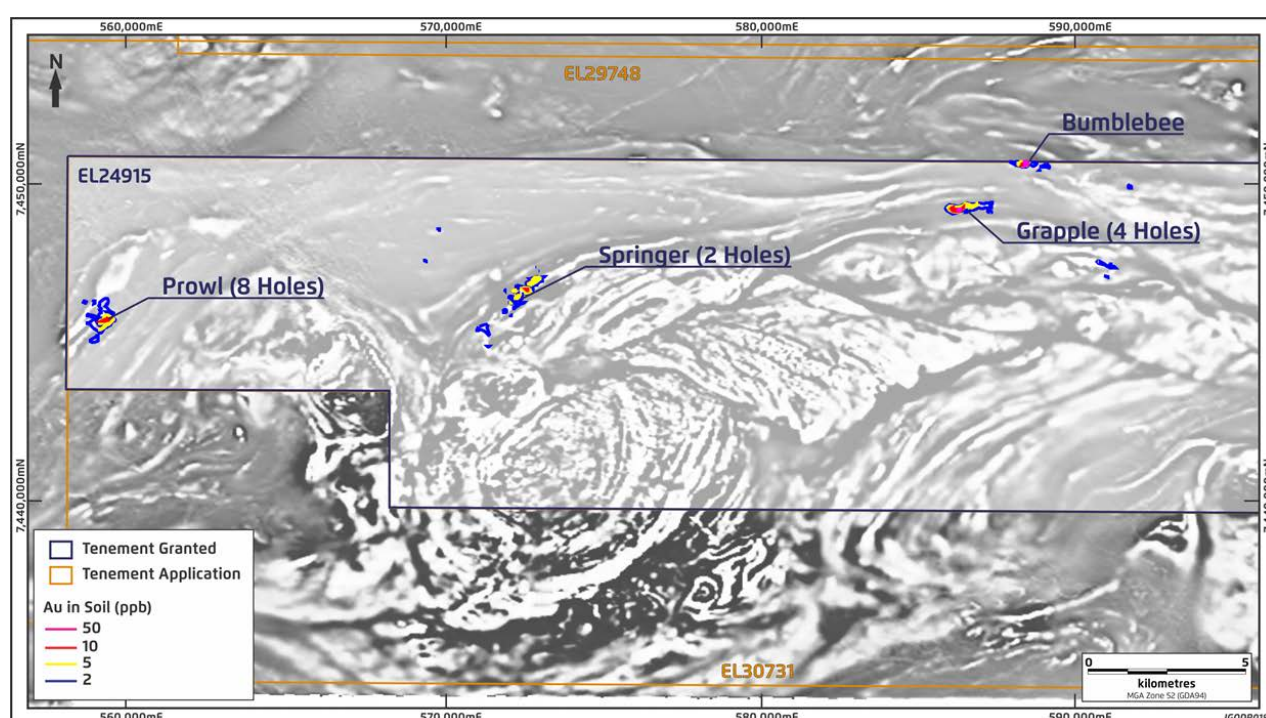 560,000mE
570,000mE
580,000mE
590,000mE
N
EL29748
Bumblebee
EL24915
7,450,000mN
Grapple (4 Holes)
Springer (2 Holes)
Prowl (8 Holes)
7,440,000mN
Tenement Granted
Tenement Application
Au in Soil (ppb)
50
10
5
2
EL30731
0 5
kilometres
MGA Zone 52 (GDA94)
560,000mE
570,000mE
580,000mE
590,000mE